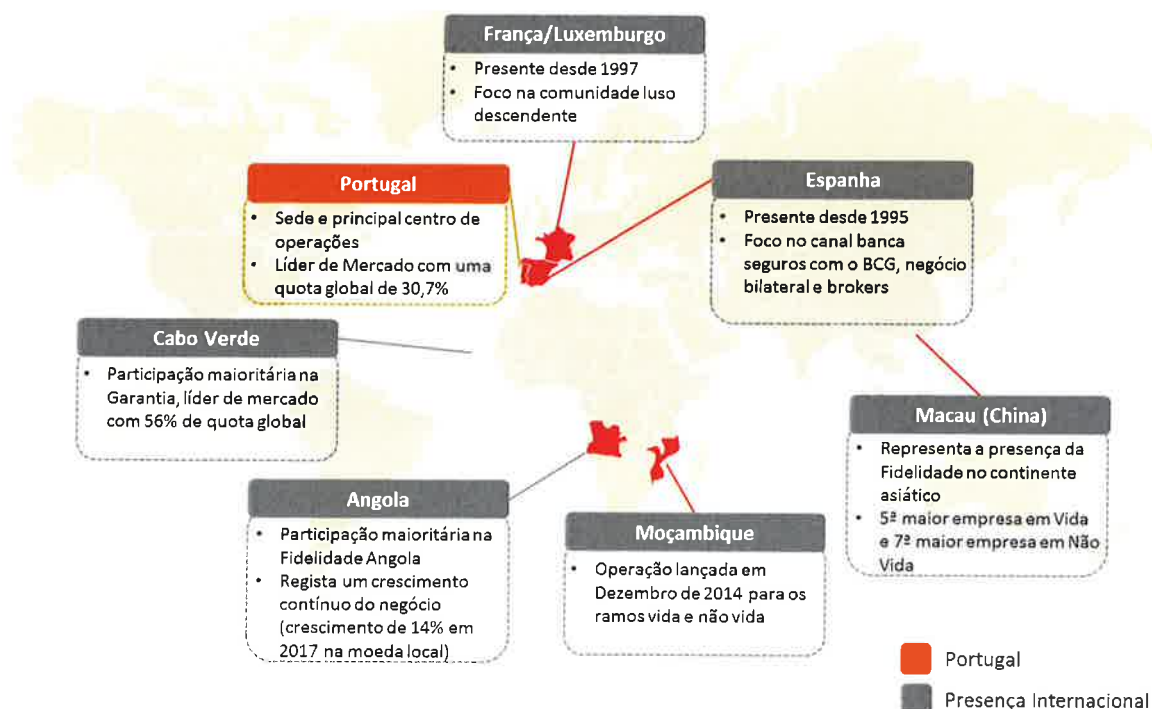 França/Luxemburgo
• Presente desde 1997
• Foco na comunidade luso
descendente
Portugal
• Sede e principal centro de
operações
• Líder de Mercado com uma
quota global de 30,7%
Espanha
• Presente desde 1995
• Foco no canal banca
seguros com o BCG, negócio
bilateral e brokers
Cabo Verde
• Participação maioritária na
Garantia, líder de mercado
com 56% de quota global
Macau (China)
• Representa a presença da
Fidelidade no continente
asiático
• 5ª maior empresa em Vida
e 7ª maior empresa em Não
Vida
Angola
• Participação maioritária na
Fidelidade Angola
• Regista um crescimento
contínuo do negócio
(crescimento de 14% em
2017 na moeda local)
Moçambique
• Operação lançada em
Dezembro de 2014 para os
ramos vida e não vida
Portugal
Presença Internacional